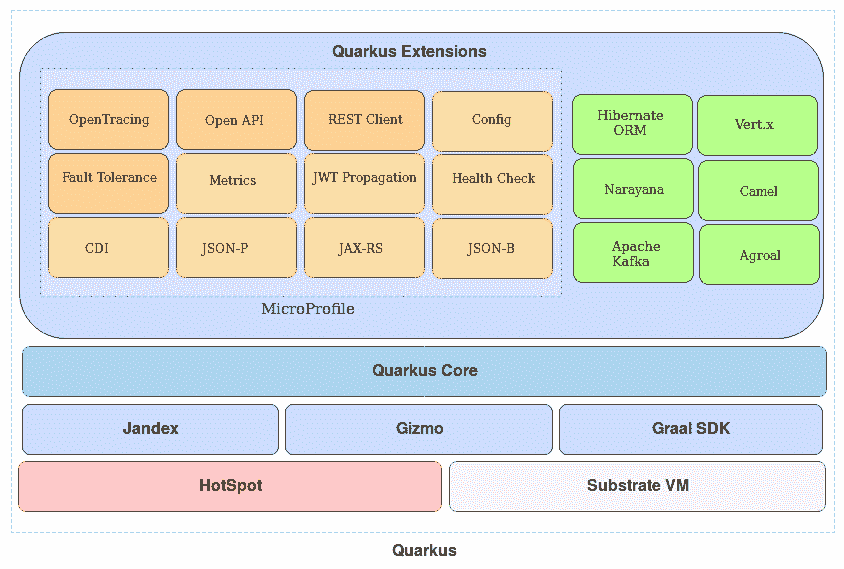 Quarkus Extensions
OpenTracing
Open API
REST Client
Config
Fault Tolerance
Metrics
JWT Propagation
Health Check
CDI
JSON-P
JAX-RS
JSON-B
MicroProfile
Hibernate
ORM
Vert.x
Narayana
Camel
Apache
Kafka
Agroal
Quarkus Core
Jandex
Gizmo
Graal SDK
HotSpot
Substrate VM
Quarkus